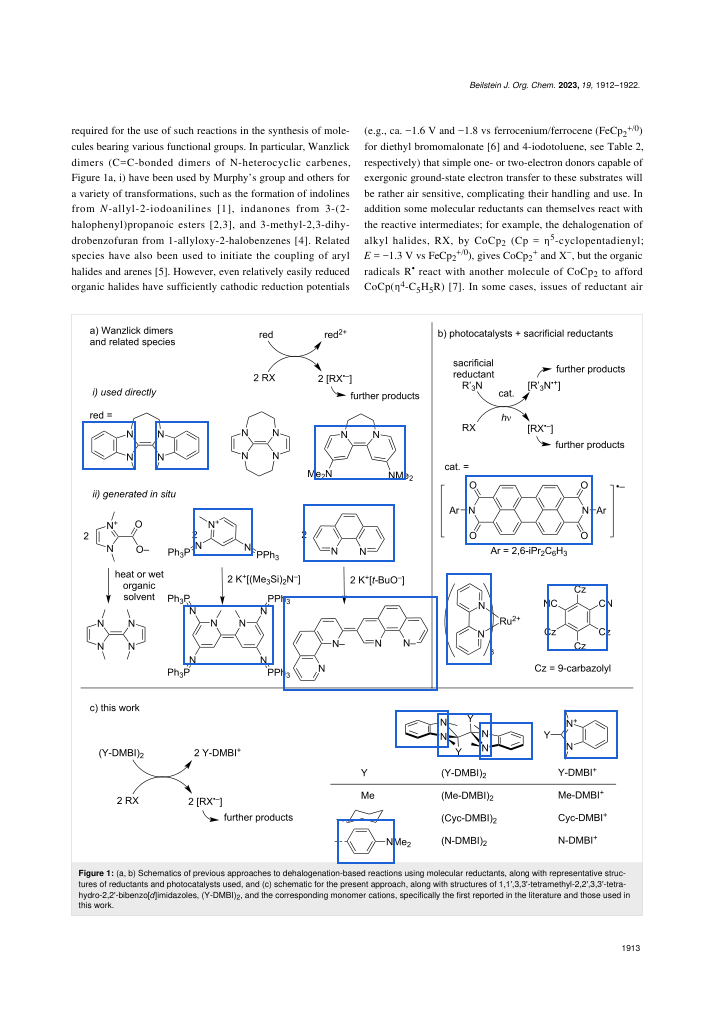 Beilstein J. Org. Chem. 2023, 19, 1912–1922.
required for the use of such reactions in the synthesis of mole-
cules bearing various functional groups. In particular, Wanzlick
dimers (C=C-bonded dimers of N-heterocyclic carbenes,
Figure 1a, i) have been used by Murphy's group and others for
a variety of transformations, such as the formation of indolines
from N-allyl-2-iodoanilines [1], indanones from 3-(2-
halophenyl)propanoic esters [2,3], and 3-methyl-2,3-dihy-
drobenzofuran from 1-allyloxy-2-halobenzenes [4]. Related
species have also been used to initiate the coupling of aryl
halides and arenes [5]. However, even relatively easily reduced
organic halides have sufficiently cathodic reduction potentials
(e.g., ca. −1.6 V and −1.8 vs ferrocenium/ferrocene (FeCp2+/0)
for diethyl bromomalonate [6] and 4-iodotoluene, see Table 2,
respectively) that simple one- or two-electron donors capable of
exergonic ground-state electron transfer to these substrates will
be rather air sensitive, complicating their handling and use. In
addition some molecular reductants can themselves react with
the reactive intermediates; for example, the dehalogenation of
alkyl halides, RX, by CoCp2 (Cp = η5-cyclopentadienyl;
E = −1.3 V vs FeCp2+/0), gives CoCp2+ and X−, but the organic
radicals R• react with another molecule of CoCp2 to afford
CoCp(η4-C5H5R) [7]. In some cases, issues of reductant air
a) Wanzlick dimers
and related species
red
red2+
2 RX
2 [RX•−]
further products
i) used directly
red =
N
N
N
N
N
N
N
N
N
N
Me2N
NMe2
ii) generated in situ
2
N+
N
O
O−
2
N+
Ph3P
N
N
PPh3
2
N
N
heat or wet
organic
solvent
2 K+[(Me3Si)2N−]
2 K+[t-BuO−]
N
N
N
N
Ph3P
PPh3
N
N
N
N
Ph3P
PPh3
N
N
N
N
b) photocatalysts + sacrificial reductants
sacrificial
reductant
R'3N
[R'3N•+]
further products
cat.
hν
RX
[RX•−]
further products
cat. =
•−
O
O
Ar
N
N
Ar
O
O
Ar = 2,6-iPr2C6H3
N
N
Ru2+
3
Cz
NC
CN
Cz
Cz
Cz
Cz = 9-carbazolyl
c) this work
(Y-DMBI)2
2 Y-DMBI+
2 RX
2 [RX•−]
further products
N
N
Y
Y
N
N
Y
N+
N
Y
(Y-DMBI)2
Y-DMBI+
Me
(Me-DMBI)2
Me-DMBI+
(Cyc-DMBI)2
Cyc-DMBI+
NMe2
(N-DMBI)2
N-DMBI+
Figure 1: (a, b) Schematics of previous approaches to dehalogenation-based reactions using molecular reductants, along with representative struc-
tures of reductants and photocatalysts used, and (c) schematic for the present approach, along with structures of 1,1',3,3'-tetramethyl-2,2',3,3'-tetra-
hydro-2,2'-bibenzo[d]imidazoles, (Y-DMBI)2, and the corresponding monomer cations, specifically the first reported in the literature and those used in
this work.
1913